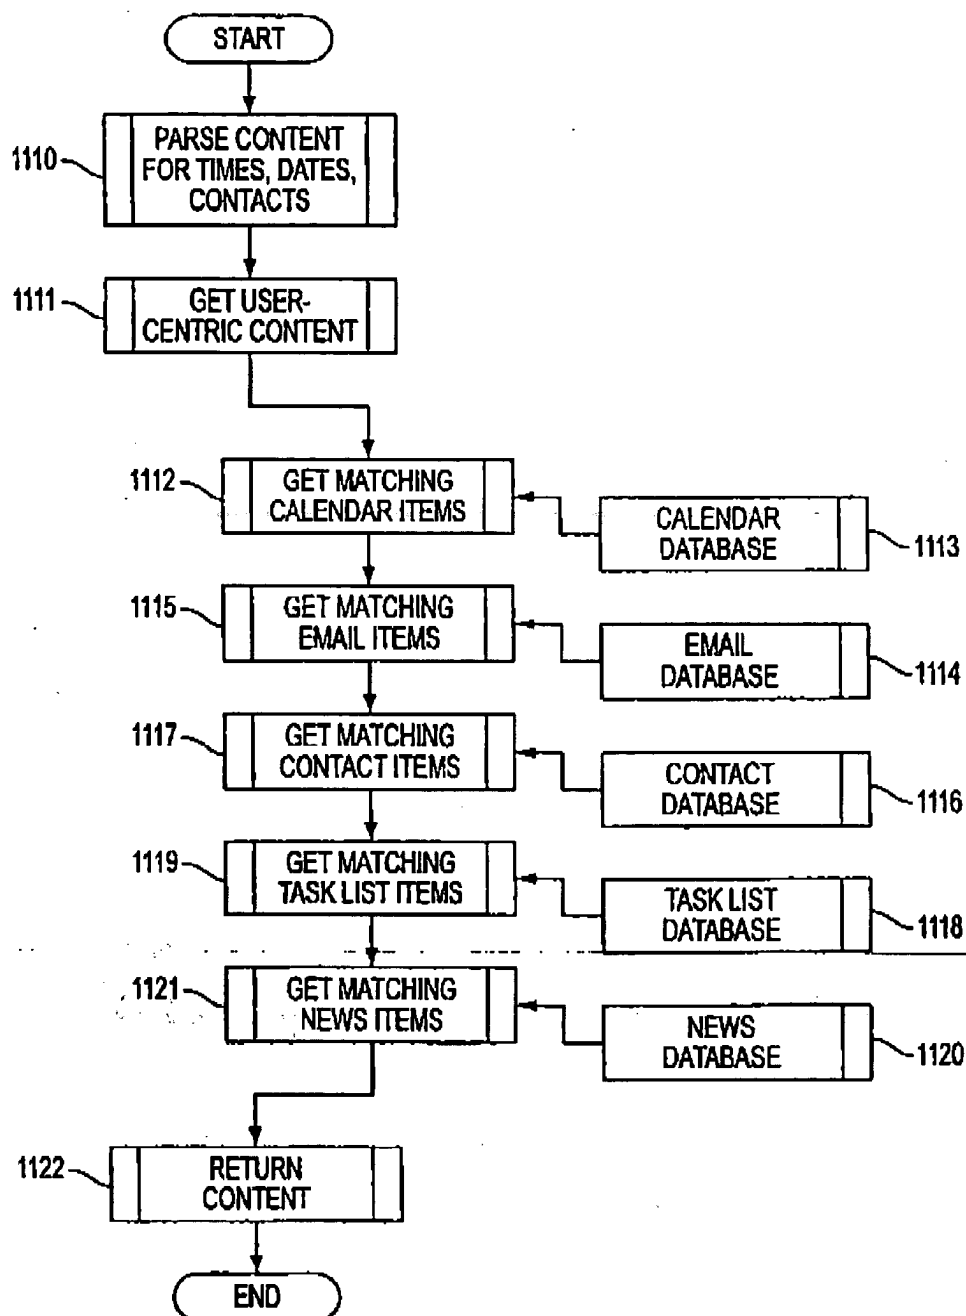 START
1110
PARSE CONTENT
FOR TIMES, DATES,
CONTACTS
1111
GET USER-
CENTRIC CONTENT
1112
GET MATCHING
CALENDAR ITEMS
CALENDAR
DATABASE
1113
1115
GET MATCHING
EMAIL ITEMS
EMAIL
DATABASE
1114
1117
GET MATCHING
CONTACT ITEMS
CONTACT
DATABASE
1116
1119
GET MATCHING
TASK LIST ITEMS
TASK LIST
DATABASE
1118
1121
GET MATCHING
NEWS ITEMS
NEWS
DATABASE
1120
1122
RETURN
CONTENT
END